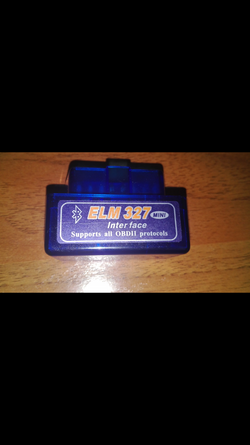 ELM 327 MINI
Interface
Supports all OBDII protocols